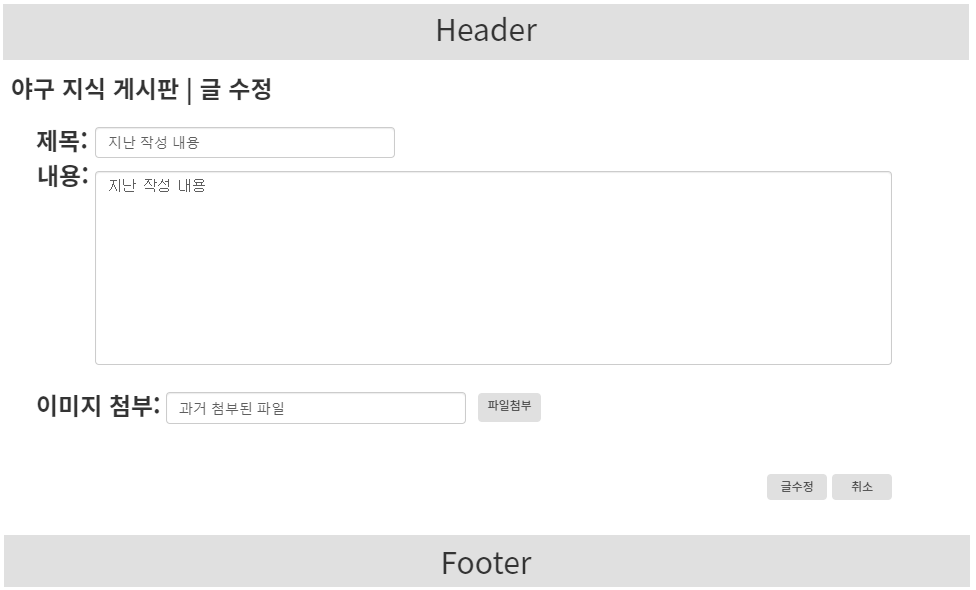 Header
야구 지식 게시판 | 글 수정
제목: 지난 작성 내용
내용: 지난 작성 내용
이미지 첨부: 과거 첨부된 파일 파일첨부
글수정 취소
Footer